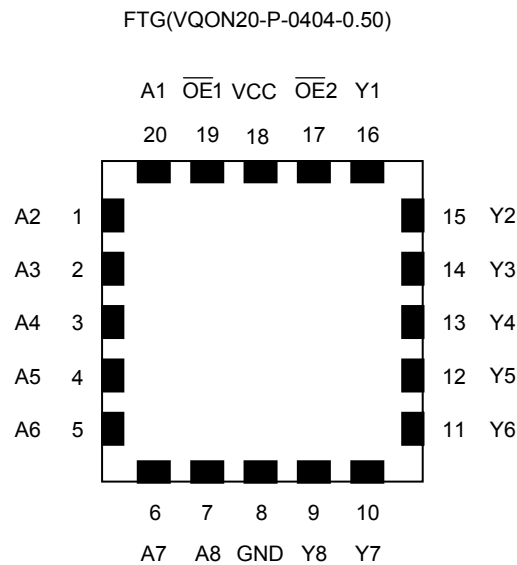 FTG(VQON20-P-0404-0.50)
A1 O̅E̅1 VCC O̅E̅2 Y1
20 19 18 17 16
A2 1 15 Y2
A3 2 14 Y3
A4 3 13 Y4
A5 4 12 Y5
A6 5 11 Y6
6 7 8 9 10
A7 A8 GND Y8 Y7